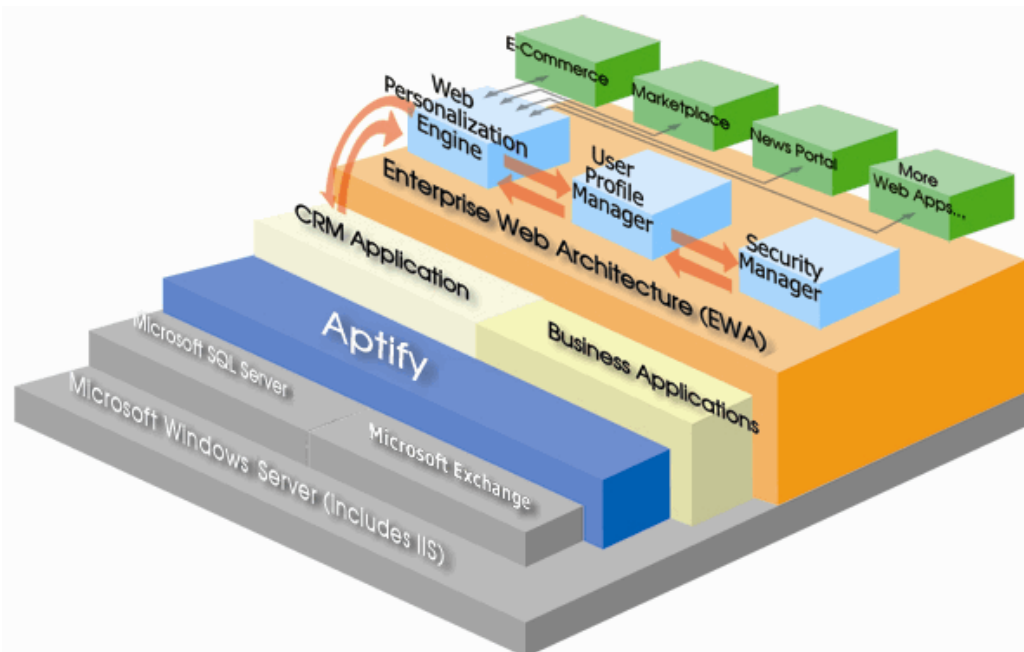 E-Commerce
Marketplace
News Portal
More
Web Apps...
Web
Personalization
Engine
User
Profile
Manager
Security
Manager
Enterprise Web Architecture (EWA)
CRM Application
Business Applications
Aptify
Microsoft SQL Server
Microsoft Exchange
Microsoft Windows Server (Includes IIS)